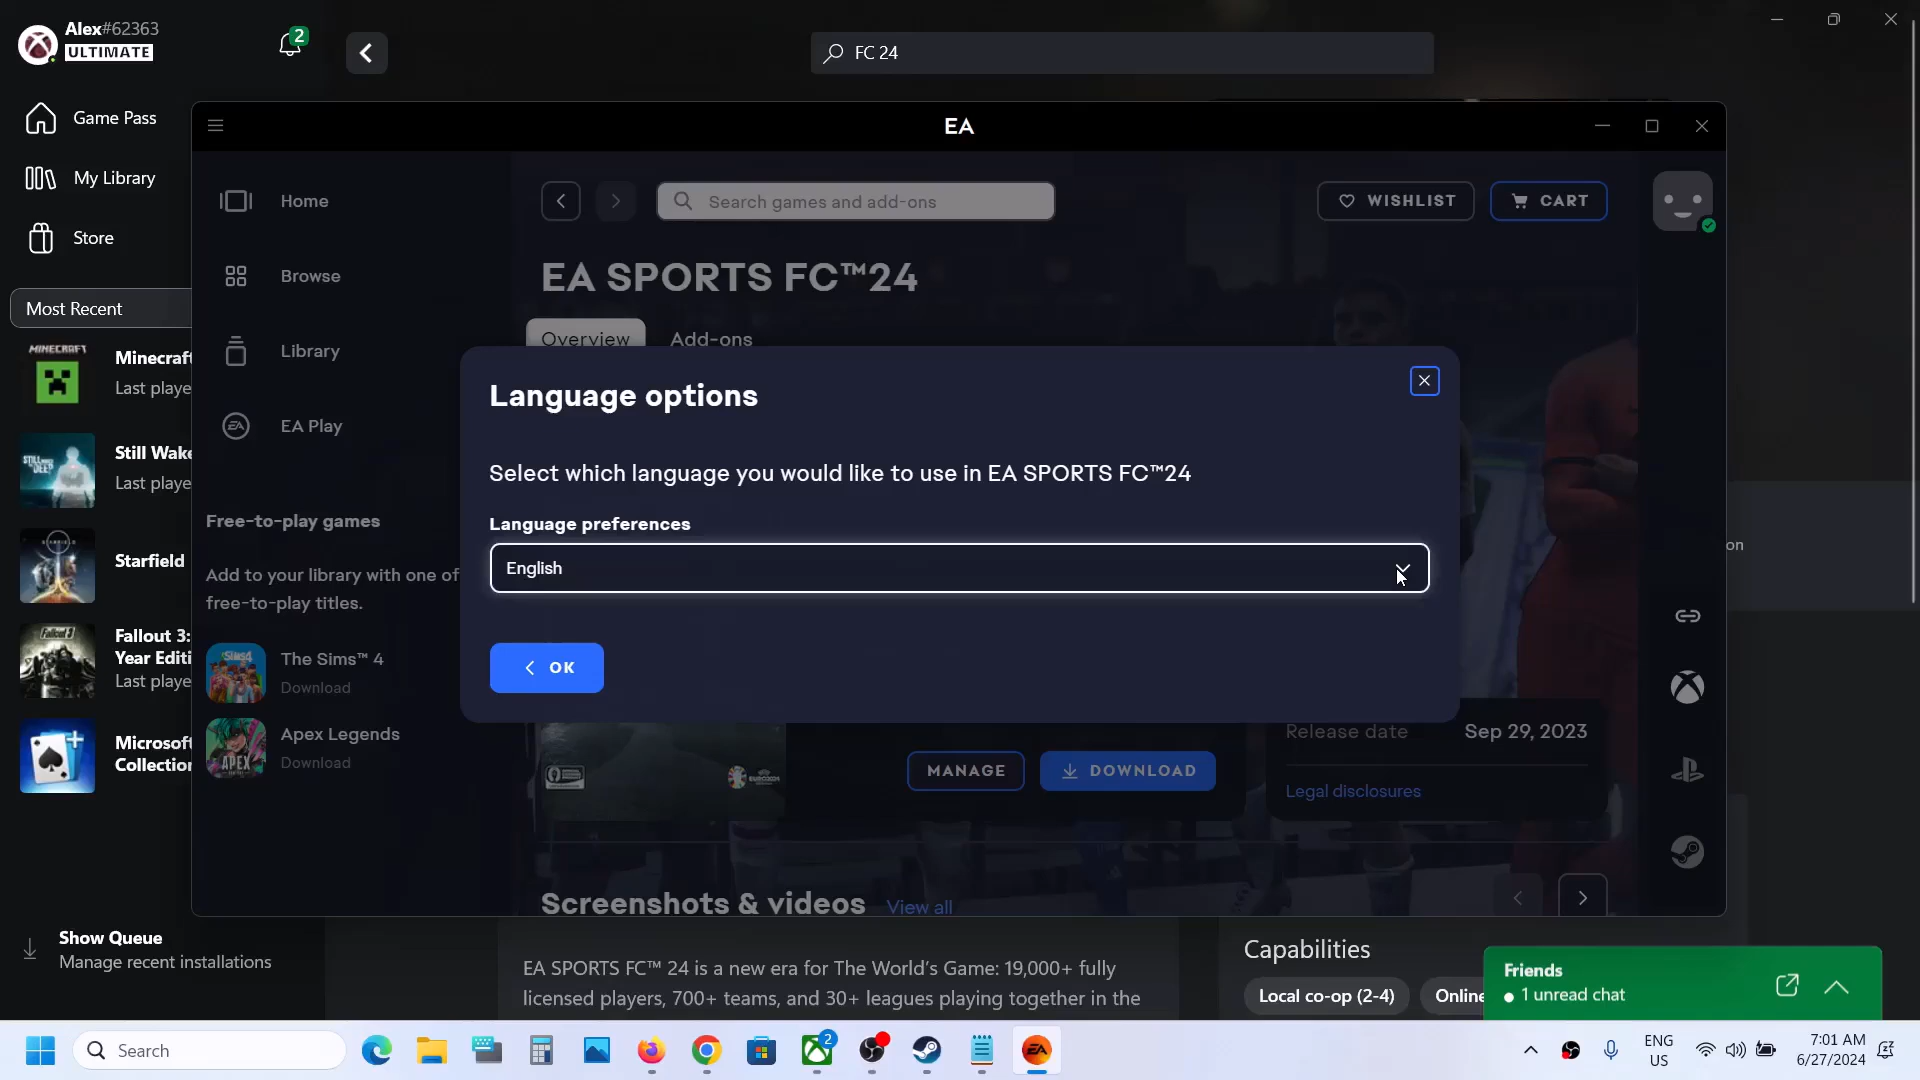 Alex#62363
ULTIMATE
2
FC 24
Game Pass
My Library
Store
Most Recent
MINECRAFT
Minecraft
Last playe
Still Wake
Last playe
Starfield
Fallout 3:
Year Editi
Last playe
Microsoft
Collection
Show Queue
Manage recent installations
EA
Home
Browse
Library
EA Play
Free-to-play games
Add to your library with one of
free-to-play titles.
The Sims™ 4
Download
Apex Legends
Download
Search games and add-ons
WISHLIST
CART
EA SPORTS FC™24
Overview
Add-ons
Language options
Select which language you would like to use in EA SPORTS FC™24
Language preferences
English
OK
MANAGE
DOWNLOAD
Release date
Sep 29, 2023
Legal disclosures
Screenshots & videos
View all
on
EA SPORTS FC™ 24 is a new era for The World's Game: 19,000+ fully
licensed players, 700+ teams, and 30+ leagues playing together in the
Capabilities
Local co-op (2-4)
Online
Friends
1 unread chat
Search
2
EA
ENG
US
7:01 AM
6/27/2024